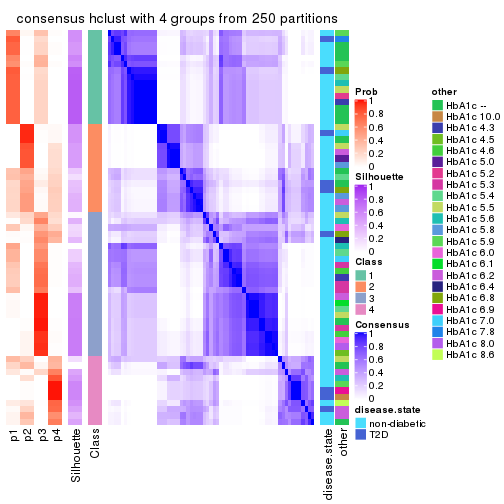 consensus hclust with 4 groups from 250 partitions
Prob
1
0.8
0.6
0.4
0.2
0
Silhouette
1
0.8
0.6
0.4
0.2
0
Class
1
2
3
4
Consensus
1
0.8
0.6
0.4
0.2
0
disease.state
non-diabetic
T2D
other
HbA1c --
HbA1c 10.0
HbA1c 4.3
HbA1c 4.5
HbA1c 4.6
HbA1c 5.0
HbA1c 5.2
HbA1c 5.3
HbA1c 5.4
HbA1c 5.5
HbA1c 5.6
HbA1c 5.8
HbA1c 5.9
HbA1c 6.0
HbA1c 6.1
HbA1c 6.2
HbA1c 6.4
HbA1c 6.8
HbA1c 6.9
HbA1c 7.0
HbA1c 7.8
HbA1c 8.0
HbA1c 8.6
p1
p2
p3
p4
Silhouette
Class
disease.state
other